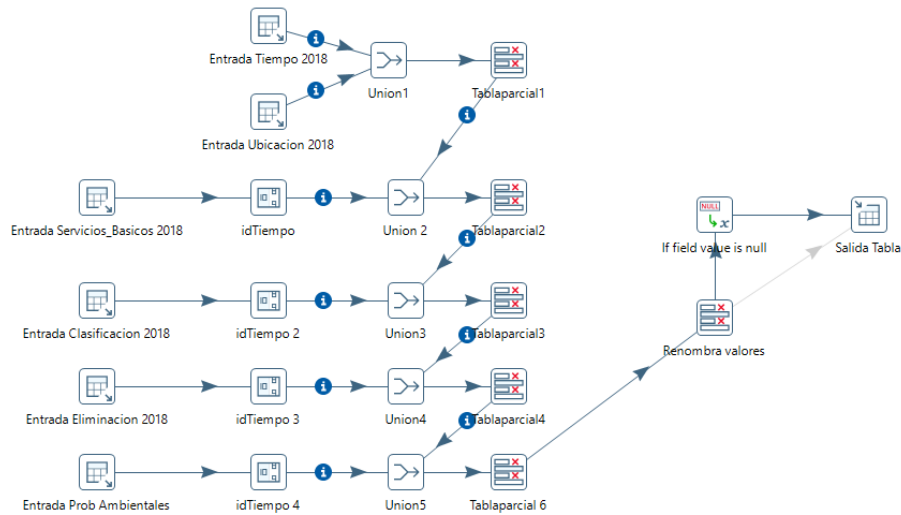 Entrada Tiempo 2018
Union1
Tablaparcial1
Entrada Ubicacion 2018
Entrada Servicios_Basicos 2018
idTiempo
Union 2
Tablaparcial2
NULL
x
If field value is null
Salida Tabla
Entrada Clasificacion 2018
idTiempo 2
Union3
Tablaparcial3
Renombra valores
Entrada Eliminacion 2018
idTiempo 3
Union4
Tablaparcial4
Entrada Prob Ambientales
idTiempo 4
Union5
Tablaparcial 6